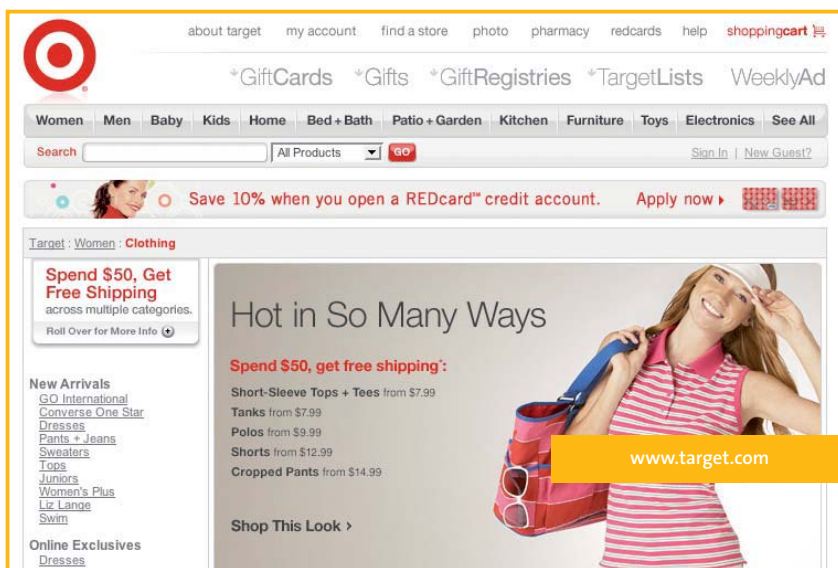 about target my account find a store photo pharmacy redcards help shoppingcart
*GiftCards *Gifts *GiftRegistries *TargetLists WeeklyAd
Women Men Baby Kids Home Bed + Bath Patio + Garden Kitchen Furniture Toys Electronics See All
Search All Products GO Sign In | New Guest?
Save 10% when you open a REDcard™ credit account. Apply now
Target : Women : Clothing
Spend $50, Get
Free Shipping
across multiple categories.
Roll Over for More Info
New Arrivals
GO International
Converse One Star
Dresses
Pants + Jeans
Sweaters
Tops
Juniors
Women's Plus
Liz Lange
Swim
Online Exclusives
Dresses
Hot in So Many Ways
Spend $50, get free shipping*:
Short-Sleeve Tops + Tees from $7.99
Tanks from $7.99
Polos from $9.99
Shorts from $12.99
Cropped Pants from $14.99
Shop This Look ›
www.target.com